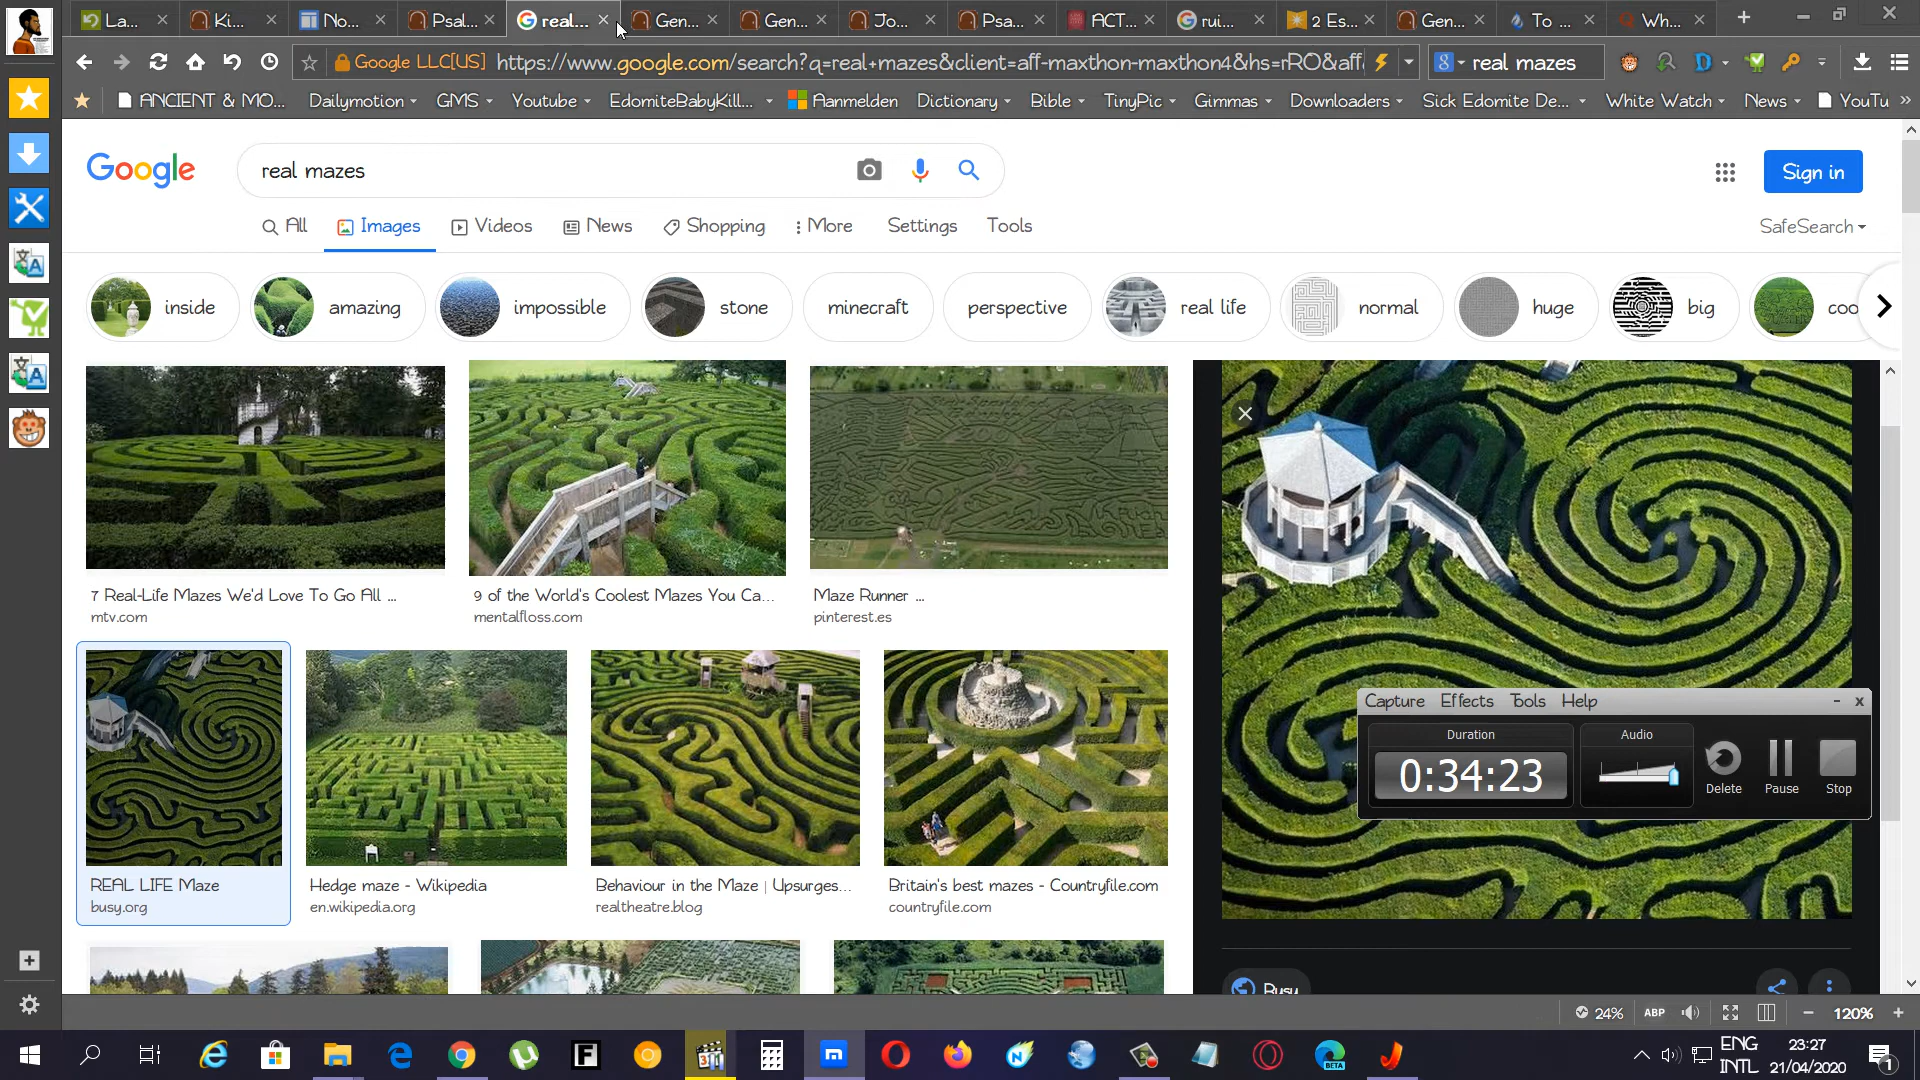 La...
Ki...
No...
Psal...
real...
Gen...
Gen...
Jo...
Psa...
ACT...
rui...
2 Es...
Gen...
To ...
Wh...
Google LLC[US]
https://www.google.com/search?q=real+mazes&client=aff-maxthon-maxthon4&hs=rRO&affi
real mazes
ANCIENT & MO...
Dailymotion
GMS
Youtube
EdomiteBabyKill...
Aanmelden
Dictionary
Bible
TinyPic
Gimmas
Downloaders
Sick Edomite De...
White Watch
News
YouTu
Google
real mazes
Sign in
All
Images
Videos
News
Shopping
More
Settings
Tools
SafeSearch
inside
amazing
impossible
stone
minecraft
perspective
real life
normal
huge
big
coo
7 Real-Life Mazes We'd Love To Go All ...
mtv.com
9 of the World's Coolest Mazes You Ca...
mentalfloss.com
Maze Runner ...
pinterest.es
REAL LIFE Maze
busy.org
Hedge maze - Wikipedia
en.wikipedia.org
Behaviour in the Maze | Upsurges...
realtheatre.blog
Britain's best mazes - Countryfile.com
countryfile.com
Capture Effects Tools Help
Duration
0:34:23
Audio
Delete
Pause
Stop
Busy
24%
ABP
120%
ENG
INTL
23:27
21/04/2020
1